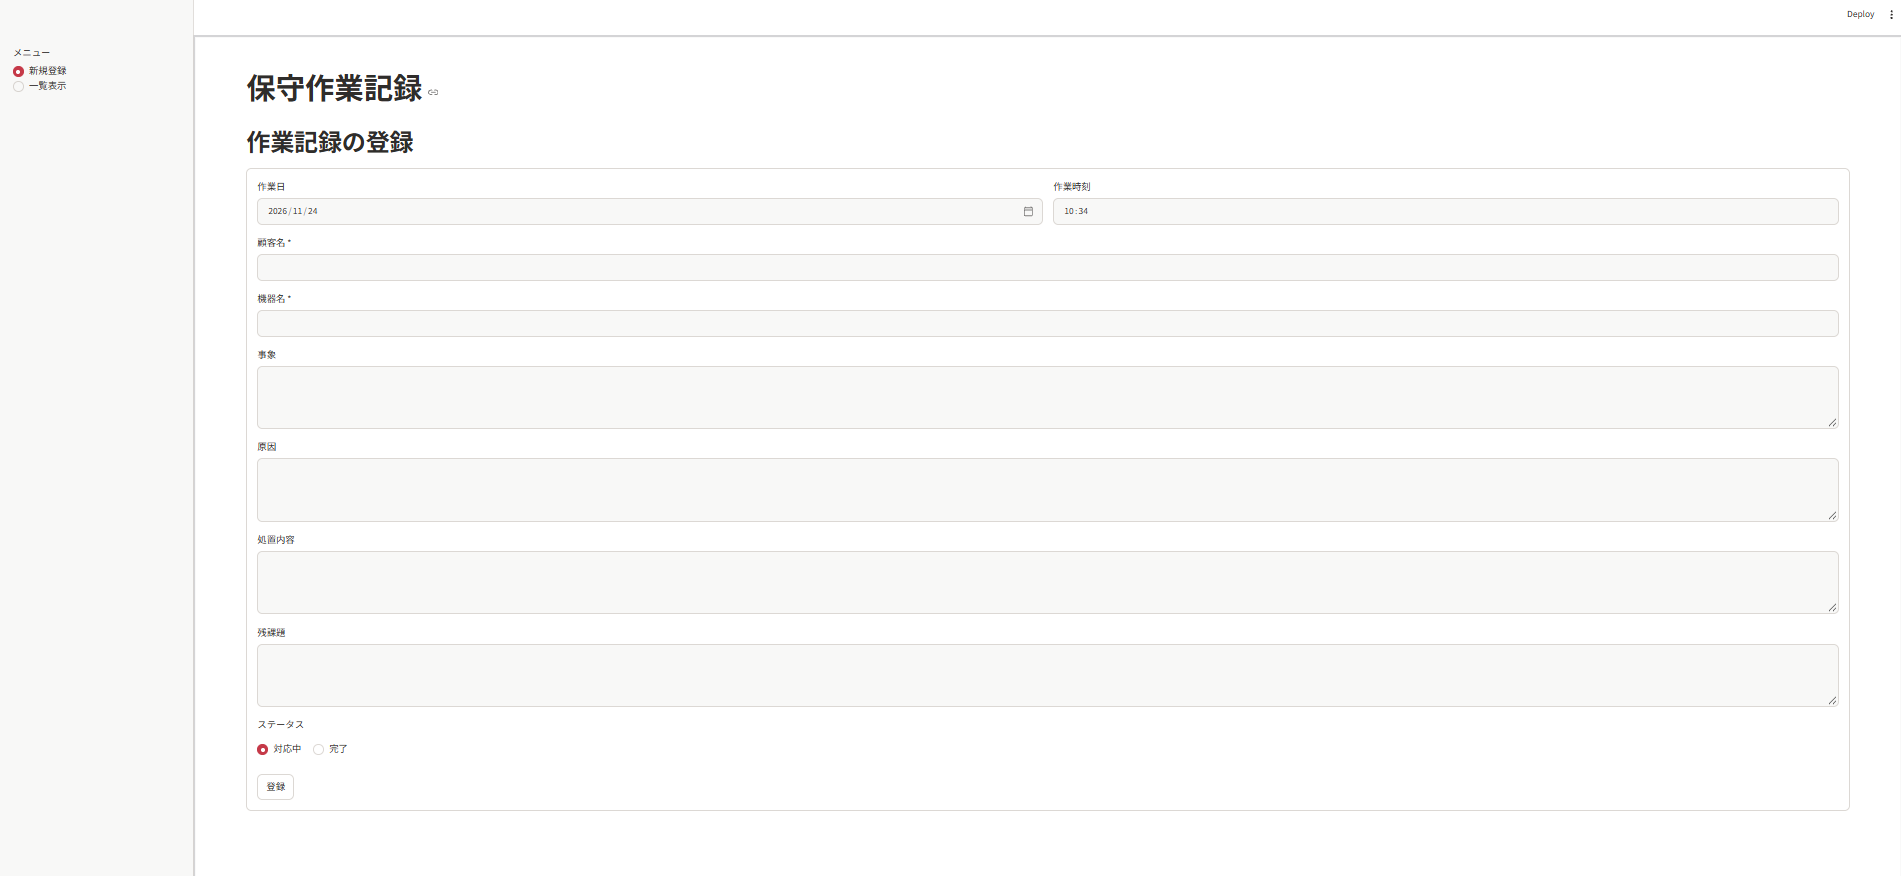 Deploy
メニュー
新規登録
一覧表示
保守作業記録
作業記録の登録
作業日
作業時刻
2026/11/24
10:34
顧客名 *
機器名 *
事象
原因
処置内容
残課題
ステータス
対応中
完了
登録